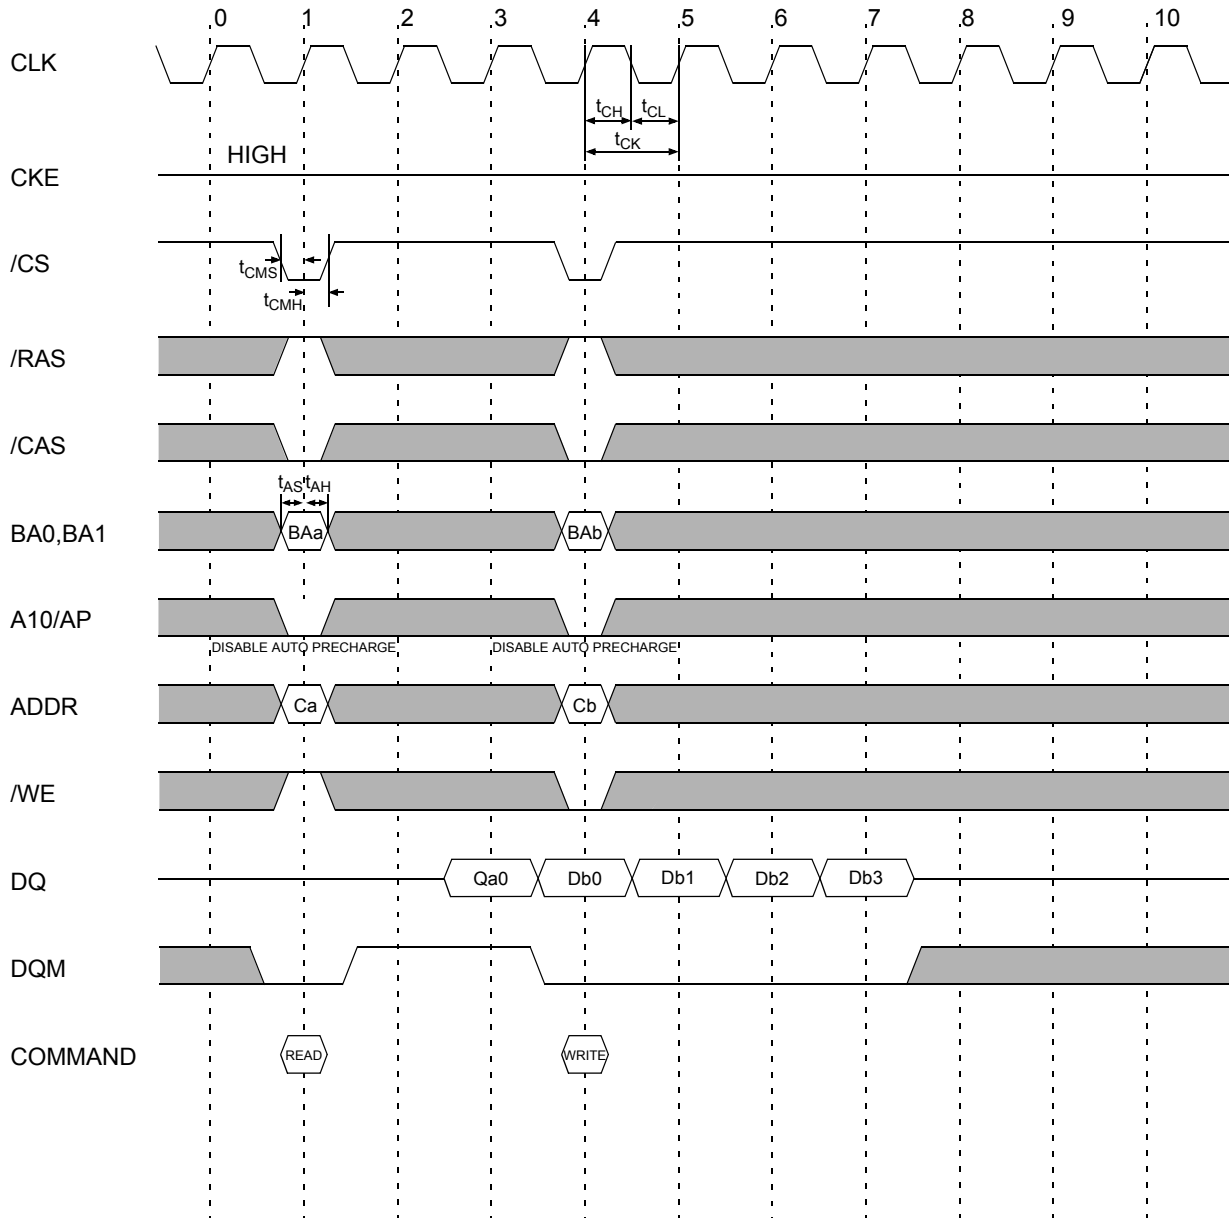 0 1 2 3 4 5 6 7 8 9 10
CLK
tCH tCL
tCK
HIGH
CKE
/CS
tCMS
tCMH
/RAS
/CAS
tAS tAH
BA0,BA1 BAa BAb
A10/AP
DISABLE AUTO PRECHARGE DISABLE AUTO PRECHARGE
ADDR Ca Cb
/WE
DQ Qa0 Db0 Db1 Db2 Db3
DQM
COMMAND READ WRITE